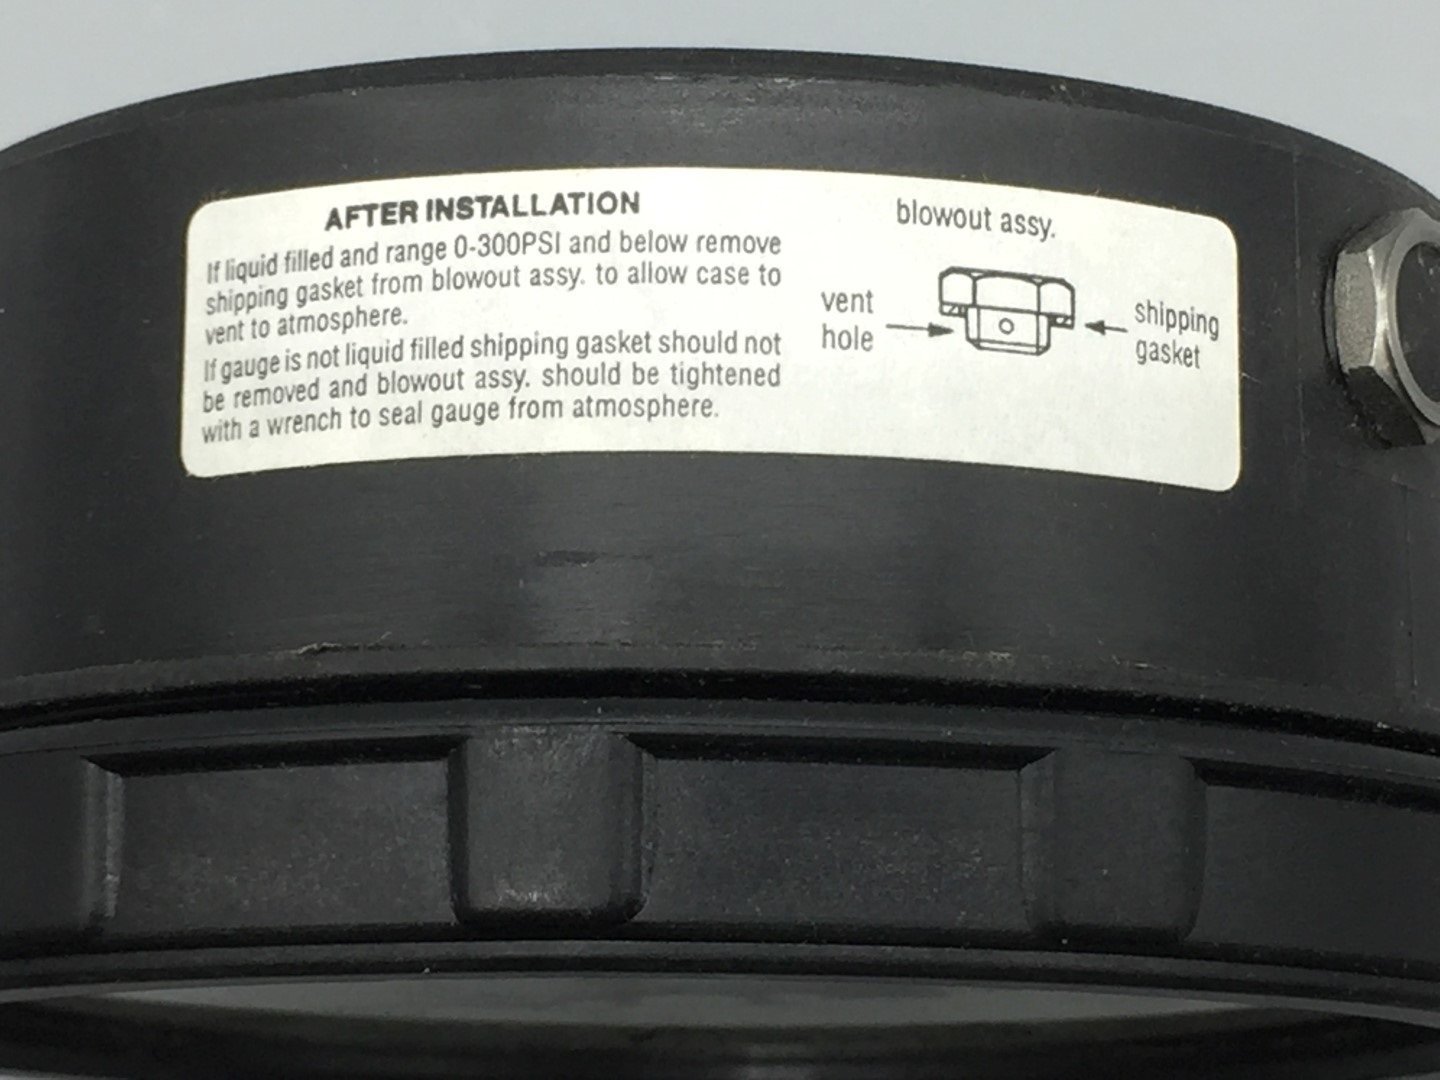 AFTER INSTALLATION
If liquid filled and range 0-300PSI and below remove
shipping gasket from blowout assy. to allow case to
vent to atmosphere.
If gauge is not liquid filled shipping gasket should not
be removed and blowout assy. should be tightened
with a wrench to seal gauge from atmosphere.
blowout assy.
vent
hole
shipping
gasket